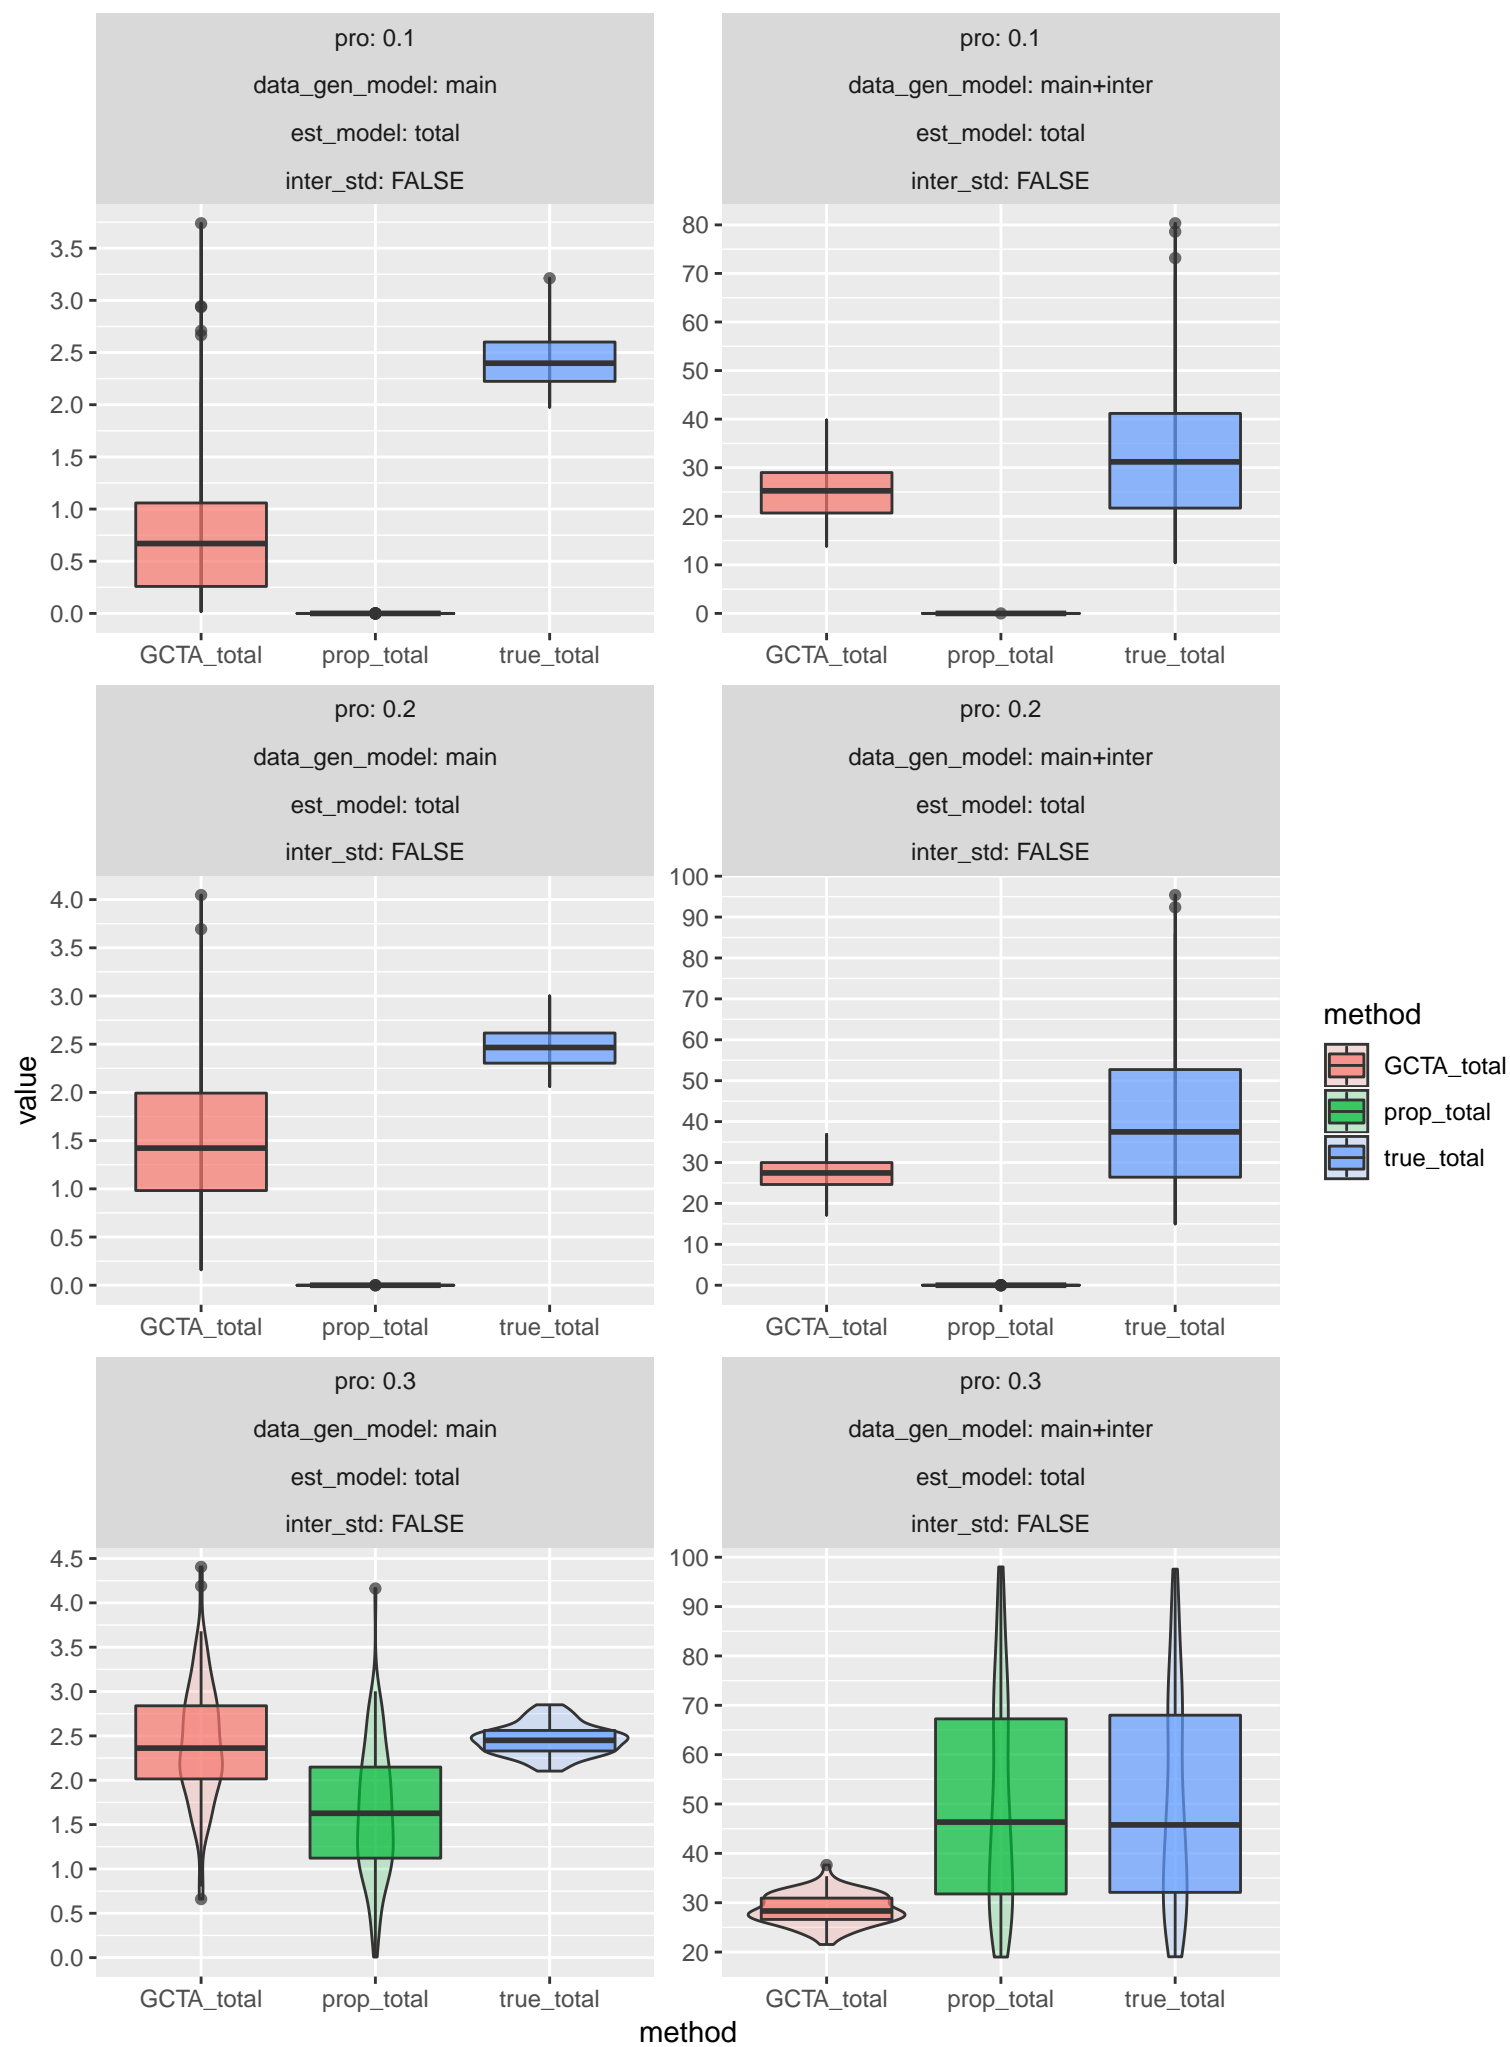 pro: 0.1
data_gen_model: main
est_model: total
inter_std: FALSE
pro: 0.1
data_gen_model: main+inter
est_model: total
inter_std: FALSE
3.5
3.0
2.5
2.0
1.5
1.0
0.5
0.0
GCTA_total prop_total true_total
80
70
60
50
40
30
20
10
0
GCTA_total prop_total true_total
pro: 0.2
data_gen_model: main
est_model: total
inter_std: FALSE
pro: 0.2
data_gen_model: main+inter
est_model: total
inter_std: FALSE
4.0
3.5
3.0
2.5
2.0
1.5
1.0
0.5
0.0
GCTA_total prop_total true_total
100
90
80
70
60
50
40
30
20
10
0
GCTA_total prop_total true_total
pro: 0.3
data_gen_model: main
est_model: total
inter_std: FALSE
pro: 0.3
data_gen_model: main+inter
est_model: total
inter_std: FALSE
4.5
4.0
3.5
3.0
2.5
2.0
1.5
1.0
0.5
0.0
GCTA_total prop_total true_total
100
90
80
70
60
50
40
30
20
GCTA_total prop_total true_total
value
method
method
GCTA_total
prop_total
true_total